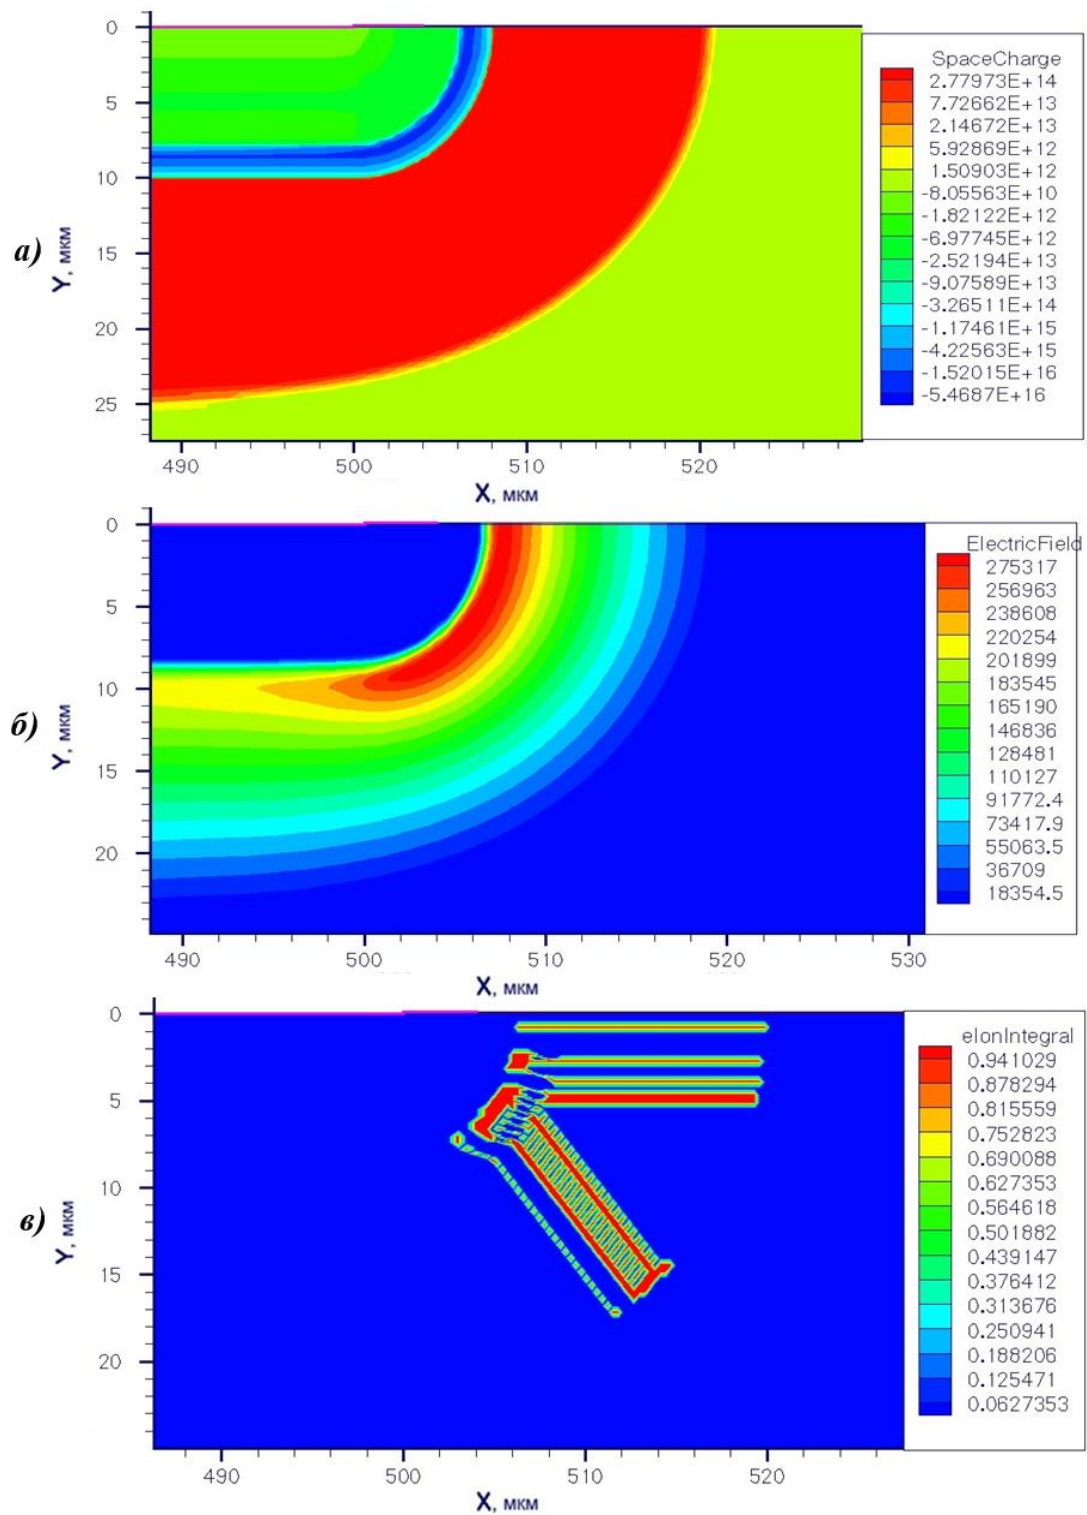 0
5
10
15
20
25
а)
Y, мкм
490
500
510
520
X, мкм
SpaceCharge
2.77973E+14
7.72662E+13
2.14672E+13
5.92869E+12
1.50903E+12
-8.05563E+10
-1.82122E+12
-6.97745E+12
-2.52194E+13
-9.07589E+13
-3.26511E+14
-1.17461E+15
-4.22563E+15
-1.52015E+16
-5.4687E+16
0
5
10
15
20
б)
Y, мкм
490
500
510
520
530
X, мкм
ElectricField
275317
256963
238608
220254
201899
183545
165190
146836
128481
110127
91772.4
73417.9
55063.5
36709
18354.5
0
5
10
15
20
в)
Y, мкм
490
500
510
520
X, мкм
eIonIntegral
0.941029
0.878294
0.815559
0.752823
0.690088
0.627353
0.564618
0.501882
0.439147
0.376412
0.313676
0.250941
0.188206
0.125471
0.0627353